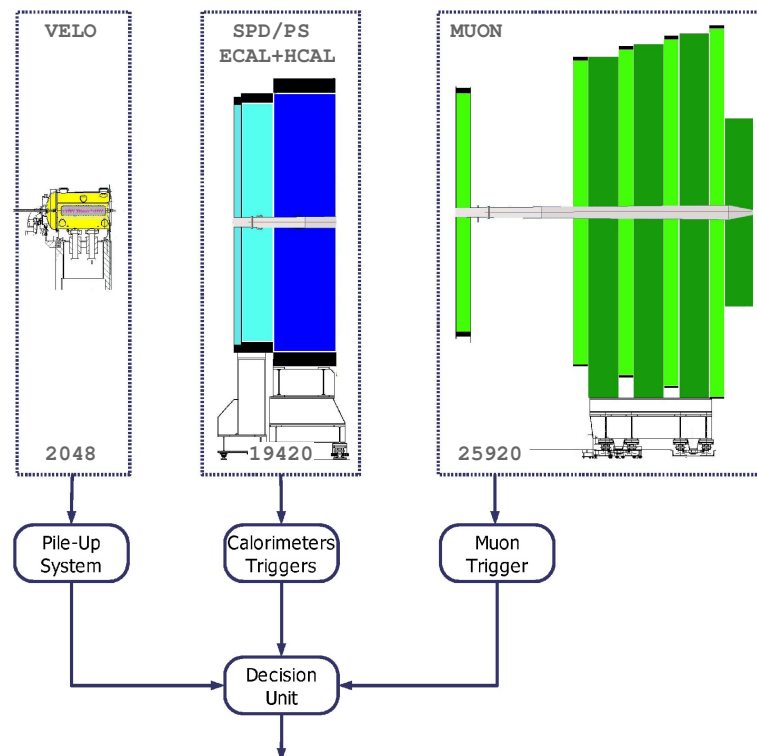 VELO
SPD/PS
ECAL+HCAL
MUON
2048
19420
25920
Pile-Up
System
Calorimeters
Triggers
Muon
Trigger
Decision
Unit